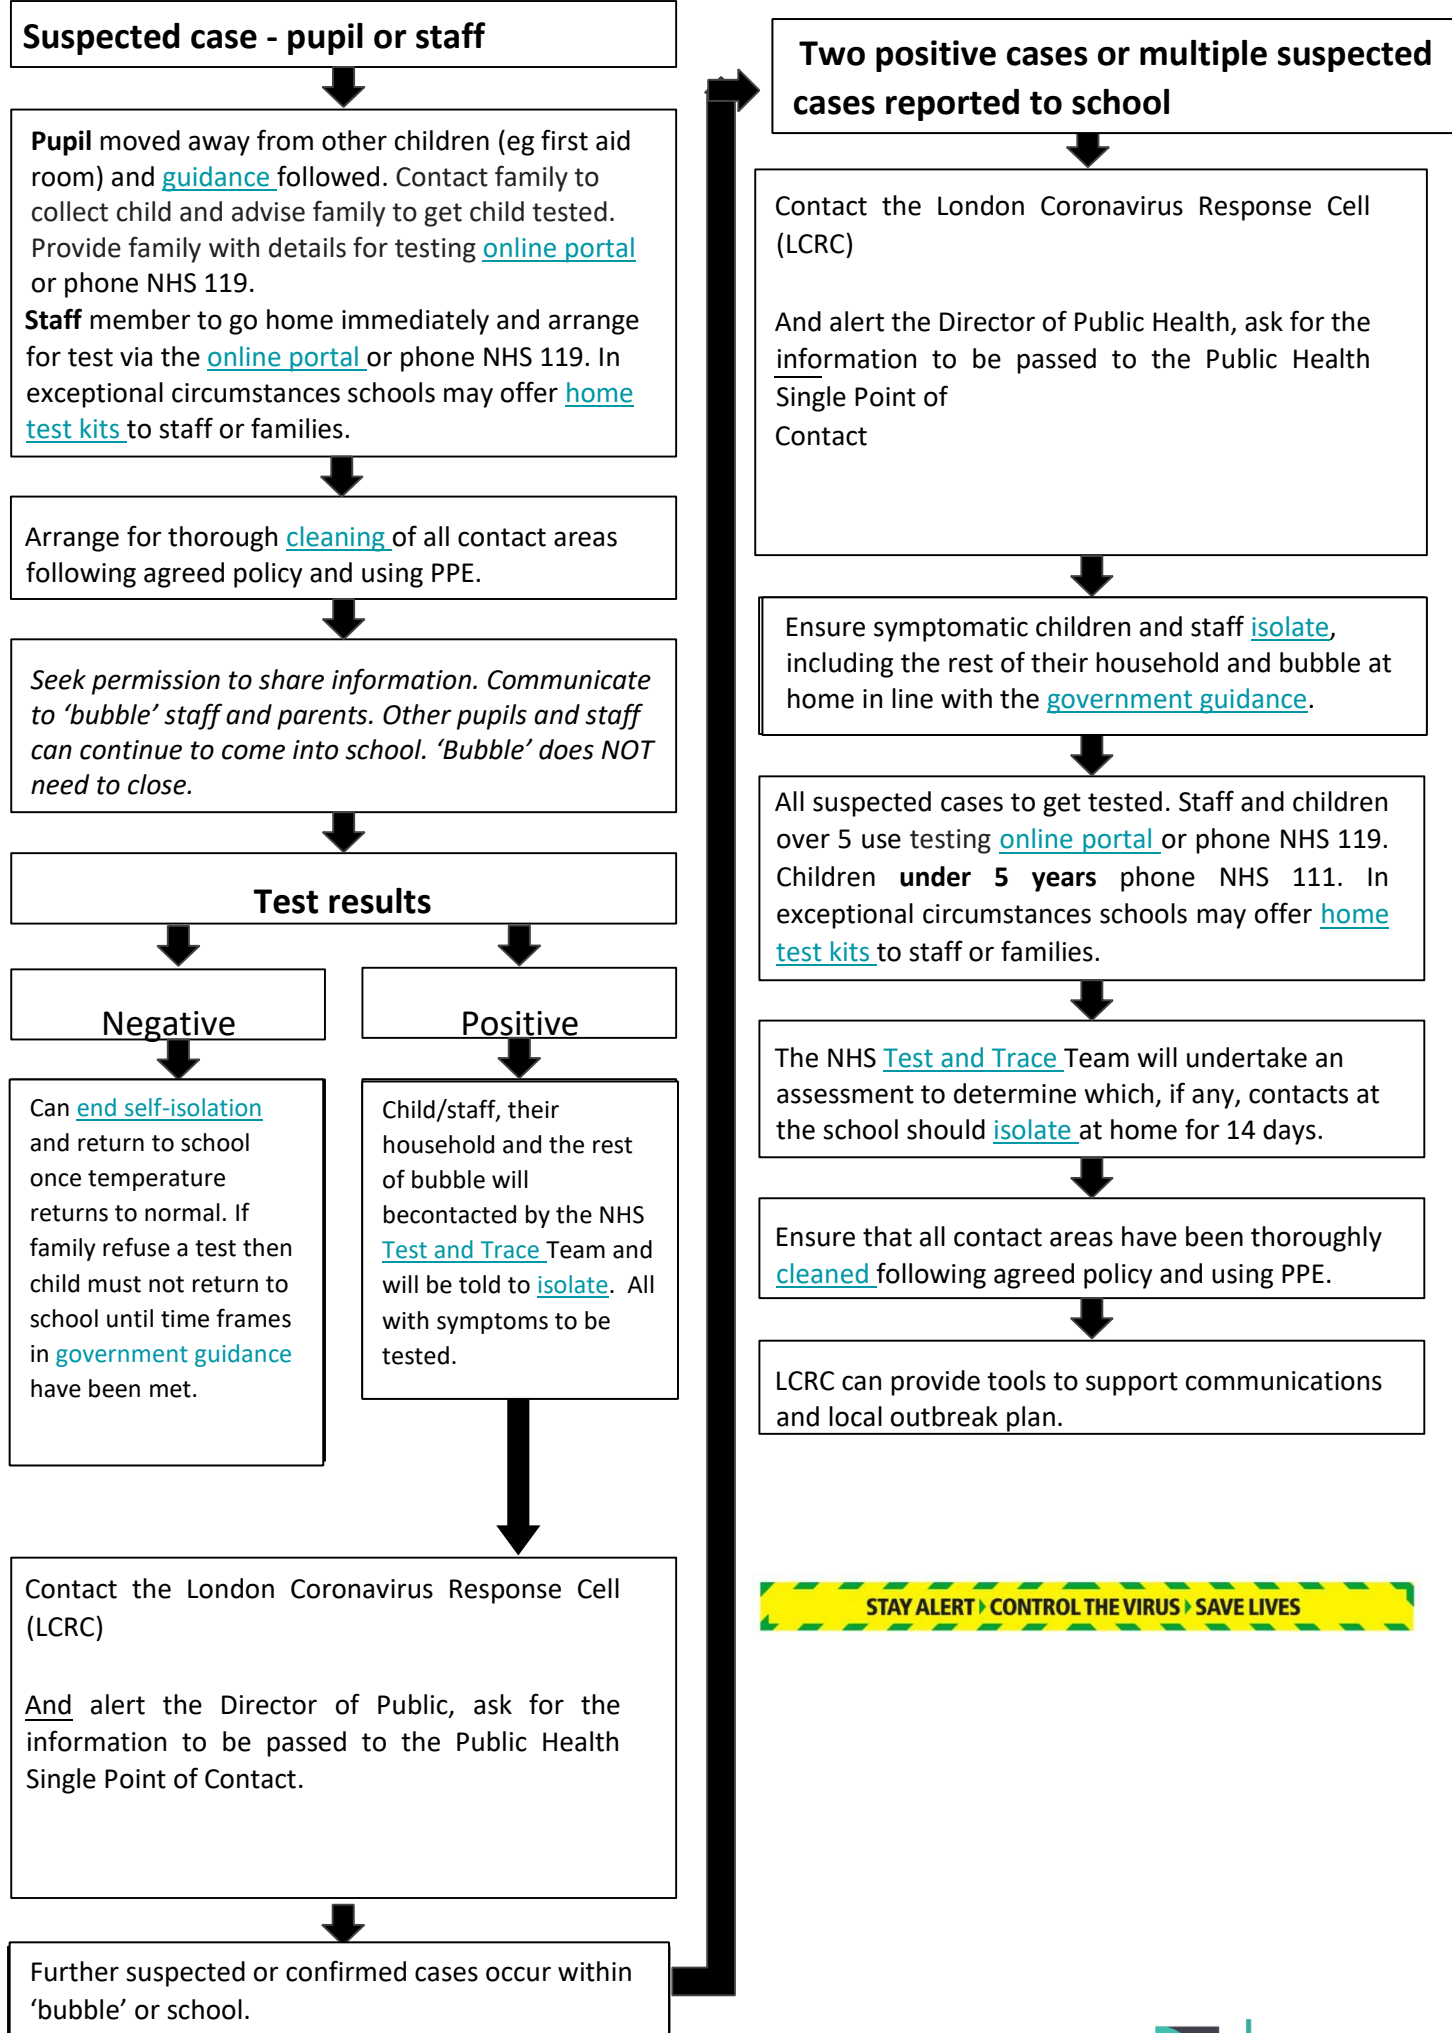 Suspected case - pupil or staff
Pupil moved away from other children (eg first aid
room) and guidance followed. Contact family to
collect child and advise family to get child tested.
Provide family with details for testing online portal
or phone NHS 119.
Staff member to go home immediately and arrange
for test via the online portal or phone NHS 119. In
exceptional circumstances schools may offer home
test kits to staff or families.
Arrange for thorough cleaning of all contact areas
following agreed policy and using PPE.
Seek permission to share information. Communicate
to ‘bubble’ staff and parents. Other pupils and staff
can continue to come into school. ‘Bubble’ does NOT
need to close.
Test results
Negative
Can end self-isolation
and return to school
once temperature
returns to normal. If
family refuse a test then
child must not return to
school until time frames
in government guidance
have been met.
Positive
Child/staff, their
household and the rest
of bubble will
becontacted by the NHS
Test and Trace Team and
will be told to isolate. All
with symptoms to be
tested.
Contact the London Coronavirus Response Cell
(LCRC)
And alert the Director of Public, ask for the
information to be passed to the Public Health
Single Point of Contact.
Further suspected or confirmed cases occur within
‘bubble’ or school.
Two positive cases or multiple suspected
cases reported to school
Contact the London Coronavirus Response Cell
(LCRC)
And alert the Director of Public Health, ask for the
information to be passed to the Public Health
Single Point of
Contact
Ensure symptomatic children and staff isolate,
including the rest of their household and bubble at
home in line with the government guidance.
All suspected cases to get tested. Staff and children
over 5 use testing online portal or phone NHS 119.
Children under 5 years phone NHS 111. In
exceptional circumstances schools may offer home
test kits to staff or families.
The NHS Test and Trace Team will undertake an
assessment to determine which, if any, contacts at
the school should isolate at home for 14 days.
Ensure that all contact areas have been thoroughly
cleaned following agreed policy and using PPE.
LCRC can provide tools to support communications
and local outbreak plan.
STAY ALERT CONTROL THE VIRUS SAVE LIVES